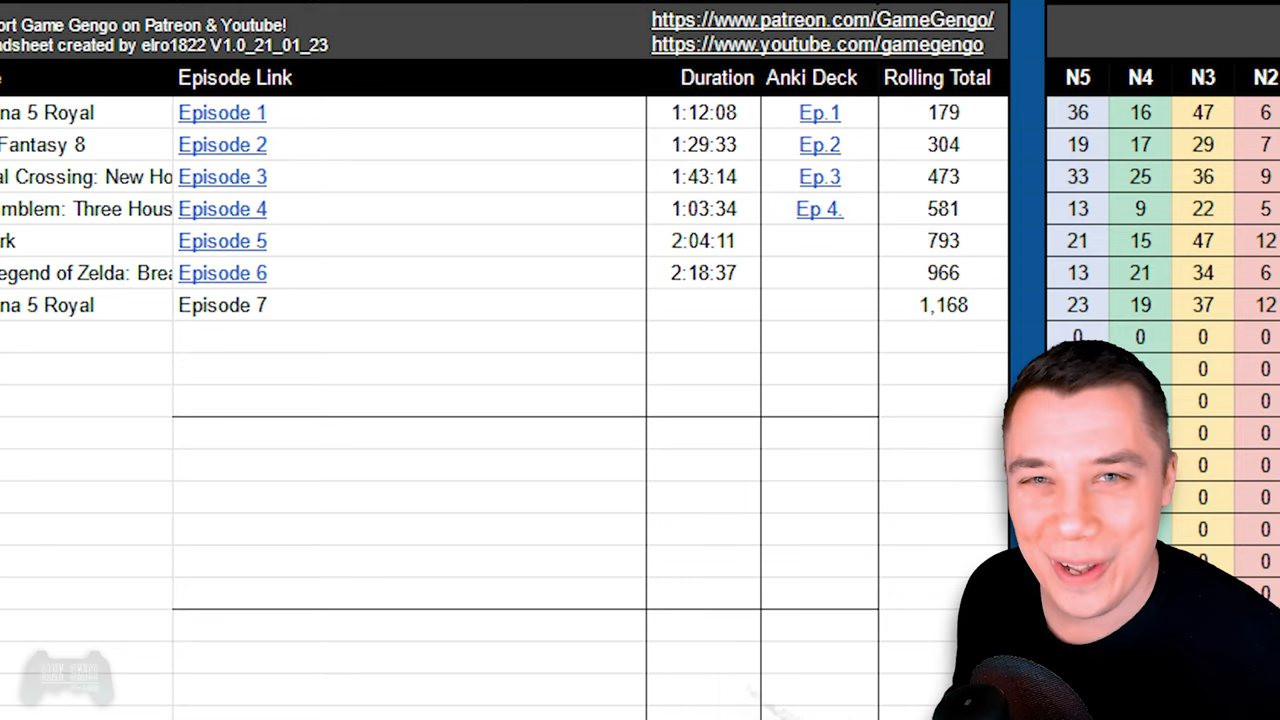 ort Game Gengo on Patreon & Youtube! https://www.patreon.com/GameGengo/
adsheet created by elro1822 V1.0_21_01_23 https://www.youtube.com/gamegengo
e Episode Link Duration Anki Deck Rolling Total N5 N4 N3 N2
na 5 Royal Episode 1 1:12:08 Ep.1 179 36 16 47 6
Fantasy 8 Episode 2 1:29:33 Ep.2 304 19 17 29 7
al Crossing: New Ho Episode 3 1:43:14 Ep.3 473 33 25 36 9
mblem: Three Hous Episode 4 1:03:34 Ep 4. 581 13 9 22 5
rk Episode 5 2:04:11 793 21 15 47 12
egend of Zelda: Brea Episode 6 2:18:37 966 13 21 34 6
na 5 Royal Episode 7 1,168 23 19 37 12
0 0 0 0
0 0 0
0 0
0 0
0 0
0 0
0 0
0 0
0